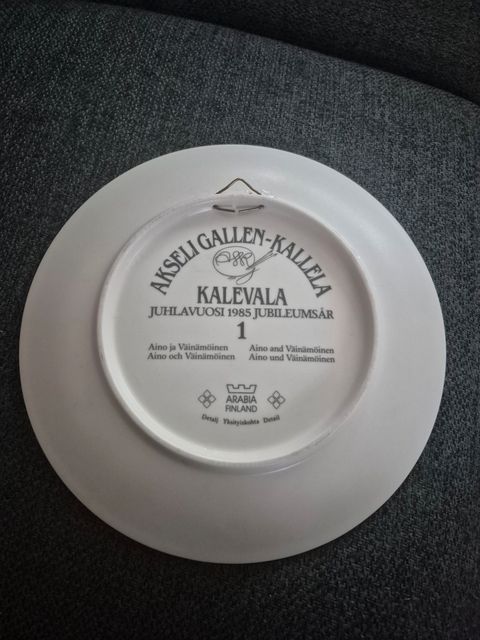 AKSELI GALLEN-KALLELA
KALEVALA
JUHLAVUOSI 1985 JUBILEUMSÅR
1
Aino ja Väinämöinen Aino and Väinämöinen
Aino och Väinämöinen Aino und Väinämöinen
ARABIA
FINLAND
Detalj Yksityiskohta Detail